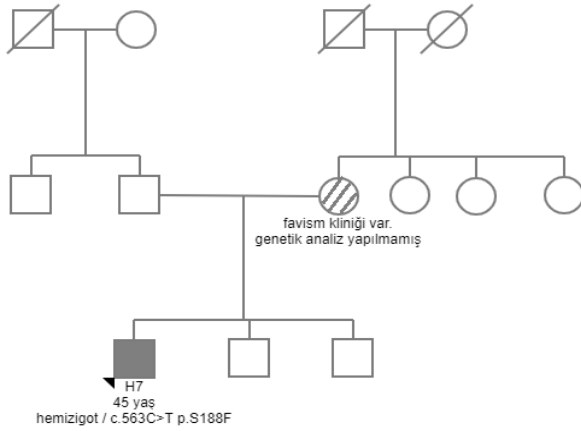 favism kliniği var.
genetik analiz yapılmamış
H7
45 yaş
hemizigot / c.563C>T p.S188F